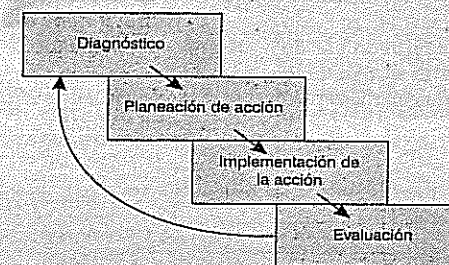 Diagnóstico
Planeación de acción
Implementación de
la acción
Evaluación